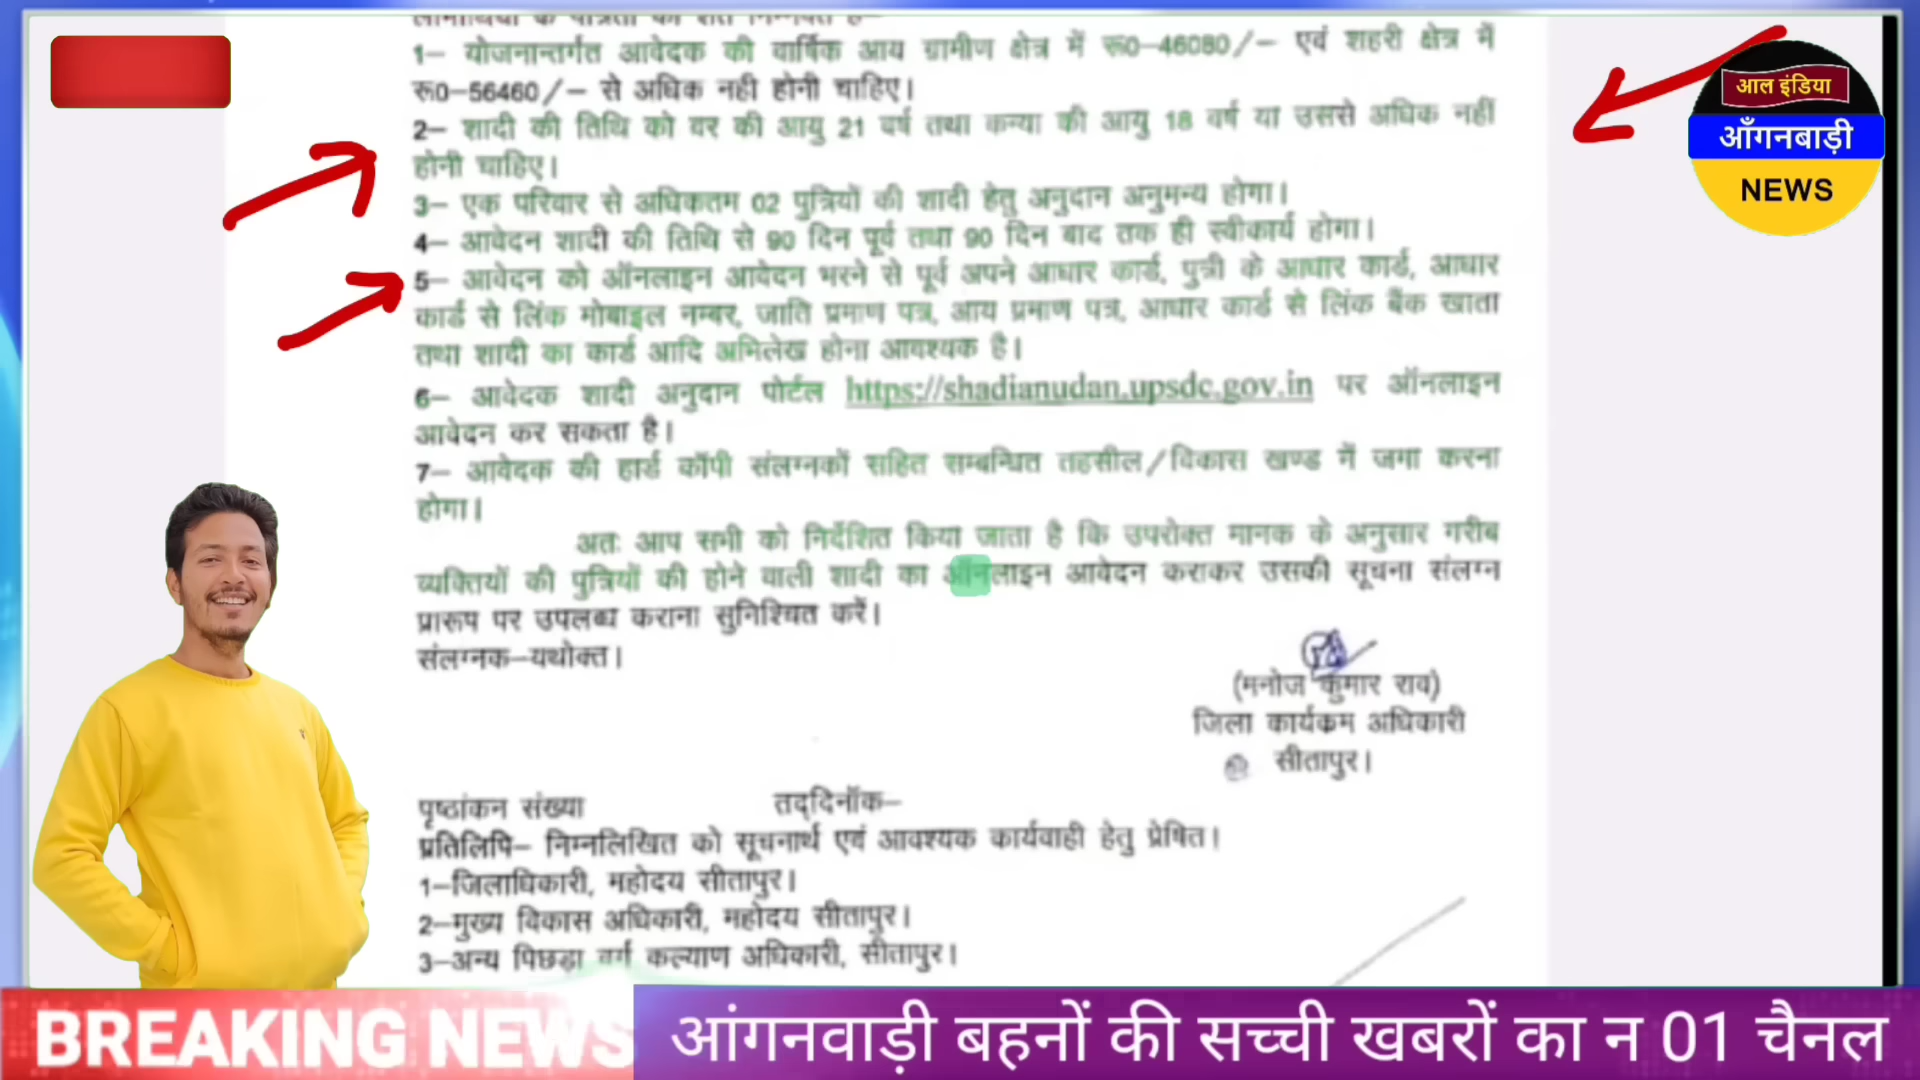 लाभार्थियों के पात्रता की शर्ते निम्नवत है—
1— योजनान्तर्गत आवेदक की वार्षिक आय ग्रामीण क्षेत्र में रू0—46080/— एवं शहरी क्षेत्र में
रू0—56460/— से अधिक नही होनी चाहिए।
2— शादी की तिथि को वर की आयु 21 वर्ष तथा कन्या की आयु 18 वर्ष या उससे अधिक नहीं
होनी चाहिए।
3— एक परिवार से अधिकतम 02 पुत्रियों की शादी हेतु अनुदान अनुमन्य होगा।
4— आवेदन शादी की तिथि से 90 दिन पूर्व तथा 90 दिन बाद तक ही स्वीकार्य होगा।
5— आवेदन को ऑनलाइन आवेदन भरने से पूर्व अपने आधार कार्ड, पुत्री के आधार कार्ड, आधार
कार्ड से लिंक मोबाइल नम्बर, जाति प्रमाण पत्र, आय प्रमाण पत्र, आधार कार्ड से लिंक बैंक खाता
तथा शादी का कार्ड आदि अभिलेख होना आवश्यक है।
6— आवेदक शादी अनुदान पोर्टल https://shadianudan.upsdc.gov.in पर ऑनलाइन
आवेदन कर सकता है।
7— आवेदक की हार्ड कॉपी संलग्नकों सहित सम्बन्धित तहसील/विकास खण्ड में जमा करना
होगा।
अतः आप सभी को निर्देशित किया जाता है कि उपरोक्त मानक के अनुसार गरीब
व्यक्तियों की पुत्रियों की होने वाली शादी का ऑनलाइन आवेदन कराकर उसकी सूचना संलग्न
प्रारूप पर उपलब्ध कराना सुनिश्चित करें।
संलग्नक—यथोक्त।
(मनोज कुमार राव)
जिला कार्यक्रम अधिकारी
सीतापुर।
पृष्ठांकन संख्या तद्दिनॉक—
प्रतिलिपि— निम्नलिखित को सूचनार्थ एवं आवश्यक कार्यवाही हेतु प्रेषित।
1—जिलाधिकारी, महोदय सीतापुर।
2—मुख्य विकास अधिकारी, महोदय सीतापुर।
3—अन्य पिछड़ा वर्ग कल्याण अधिकारी, सीतापुर।
आल इंडिया
आँगनबाड़ी
NEWS
BREAKING NEWS
आंगनवाड़ी बहनों की सच्ची खबरों का न 01 चैनल